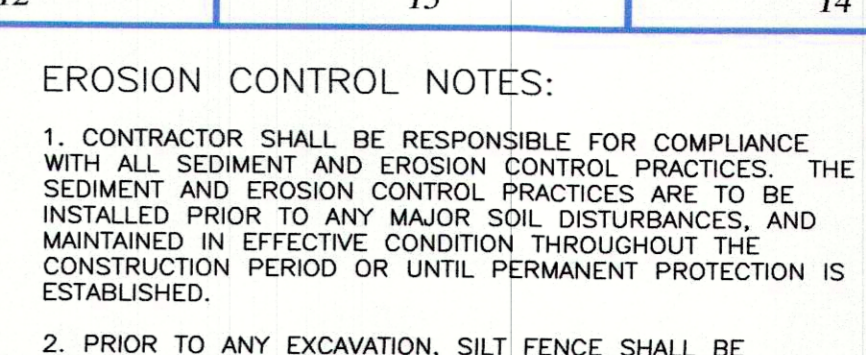 12 13 14
EROSION CONTROL NOTES:
1. CONTRACTOR SHALL BE RESPONSIBLE FOR COMPLIANCE
WITH ALL SEDIMENT AND EROSION CONTROL PRACTICES. THE
SEDIMENT AND EROSION CONTROL PRACTICES ARE TO BE
INSTALLED PRIOR TO ANY MAJOR SOIL DISTURBANCES, AND
MAINTAINED IN EFFECTIVE CONDITION THROUGHOUT THE
CONSTRUCTION PERIOD OR UNTIL PERMANENT PROTECTION IS
ESTABLISHED.
2. PRIOR TO ANY EXCAVATION, SILT FENCE SHALL BE